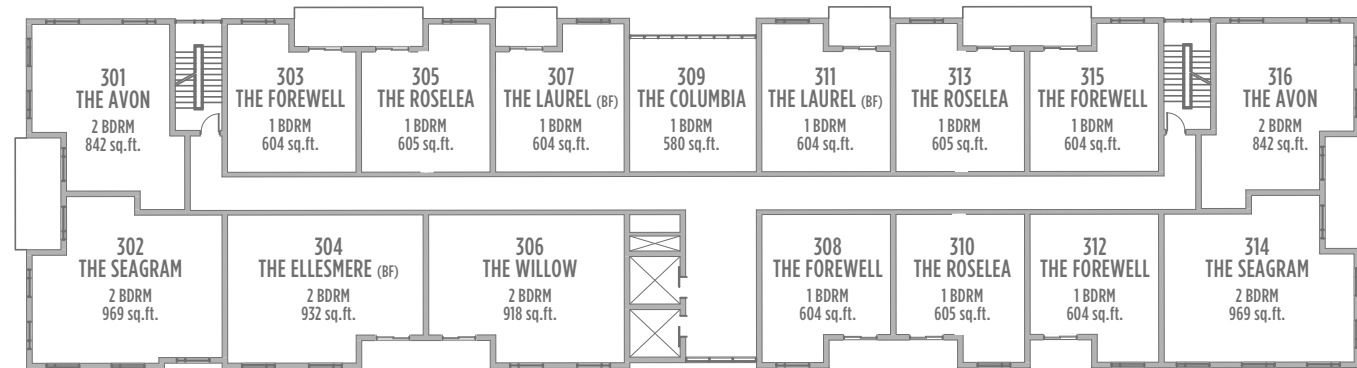 301
THE AVON
2 BDRM
842 sq.ft.
303
THE FOREWELL
1 BDRM
604 sq.ft.
305
THE ROSELEA
1 BDRM
605 sq.ft.
307
THE LAUREL (BF)
1 BDRM
604 sq.ft.
309
THE COLUMBIA
1 BDRM
580 sq.ft.
311
THE LAUREL (BF)
1 BDRM
604 sq.ft.
313
THE ROSELEA
1 BDRM
605 sq.ft.
315
THE FOREWELL
1 BDRM
604 sq.ft.
316
THE AVON
2 BDRM
842 sq.ft.
302
THE SEAGRAM
2 BDRM
969 sq.ft.
304
THE ELLESMERE (BF)
2 BDRM
932 sq.ft.
306
THE WILLOW
2 BDRM
918 sq.ft.
308
THE FOREWELL
1 BDRM
604 sq.ft.
310
THE ROSELEA
1 BDRM
605 sq.ft.
312
THE FOREWELL
1 BDRM
604 sq.ft.
314
THE SEAGRAM
2 BDRM
969 sq.ft.